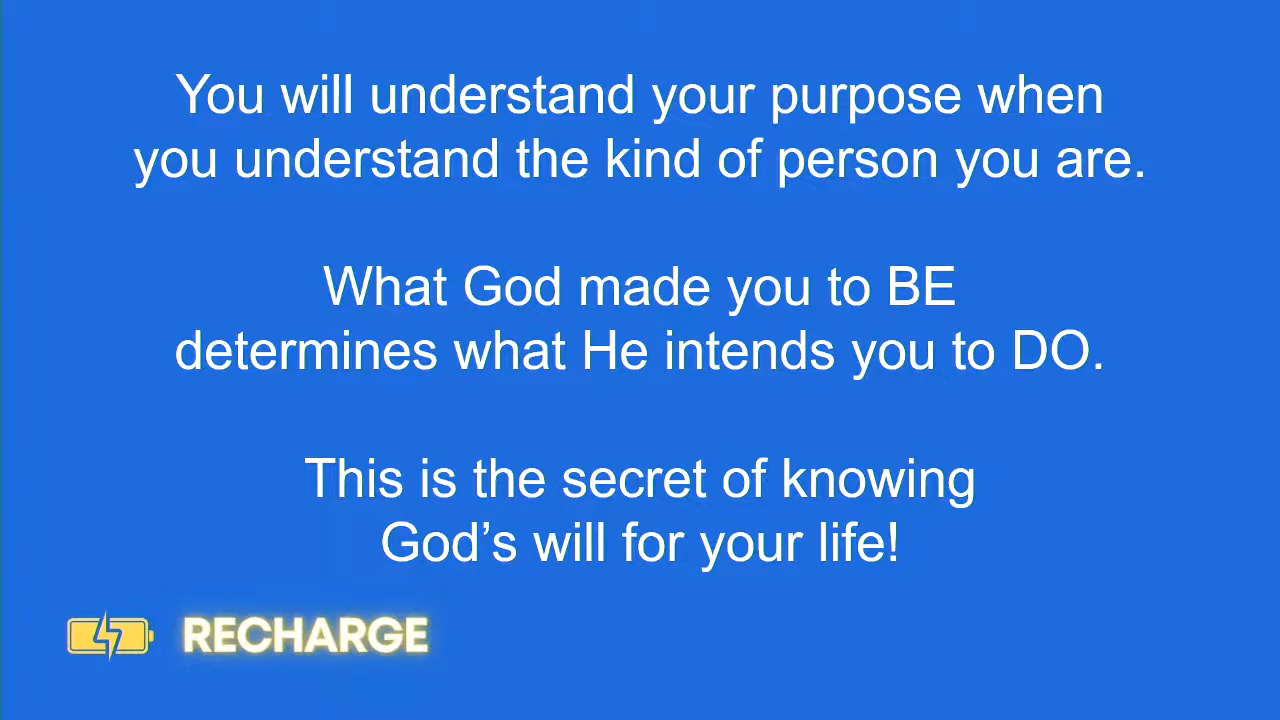 You will understand your purpose when
you understand the kind of person you are.
What God made you to BE
determines what He intends you to DO.
This is the secret of knowing
God’s will for your life!
RECHARGE